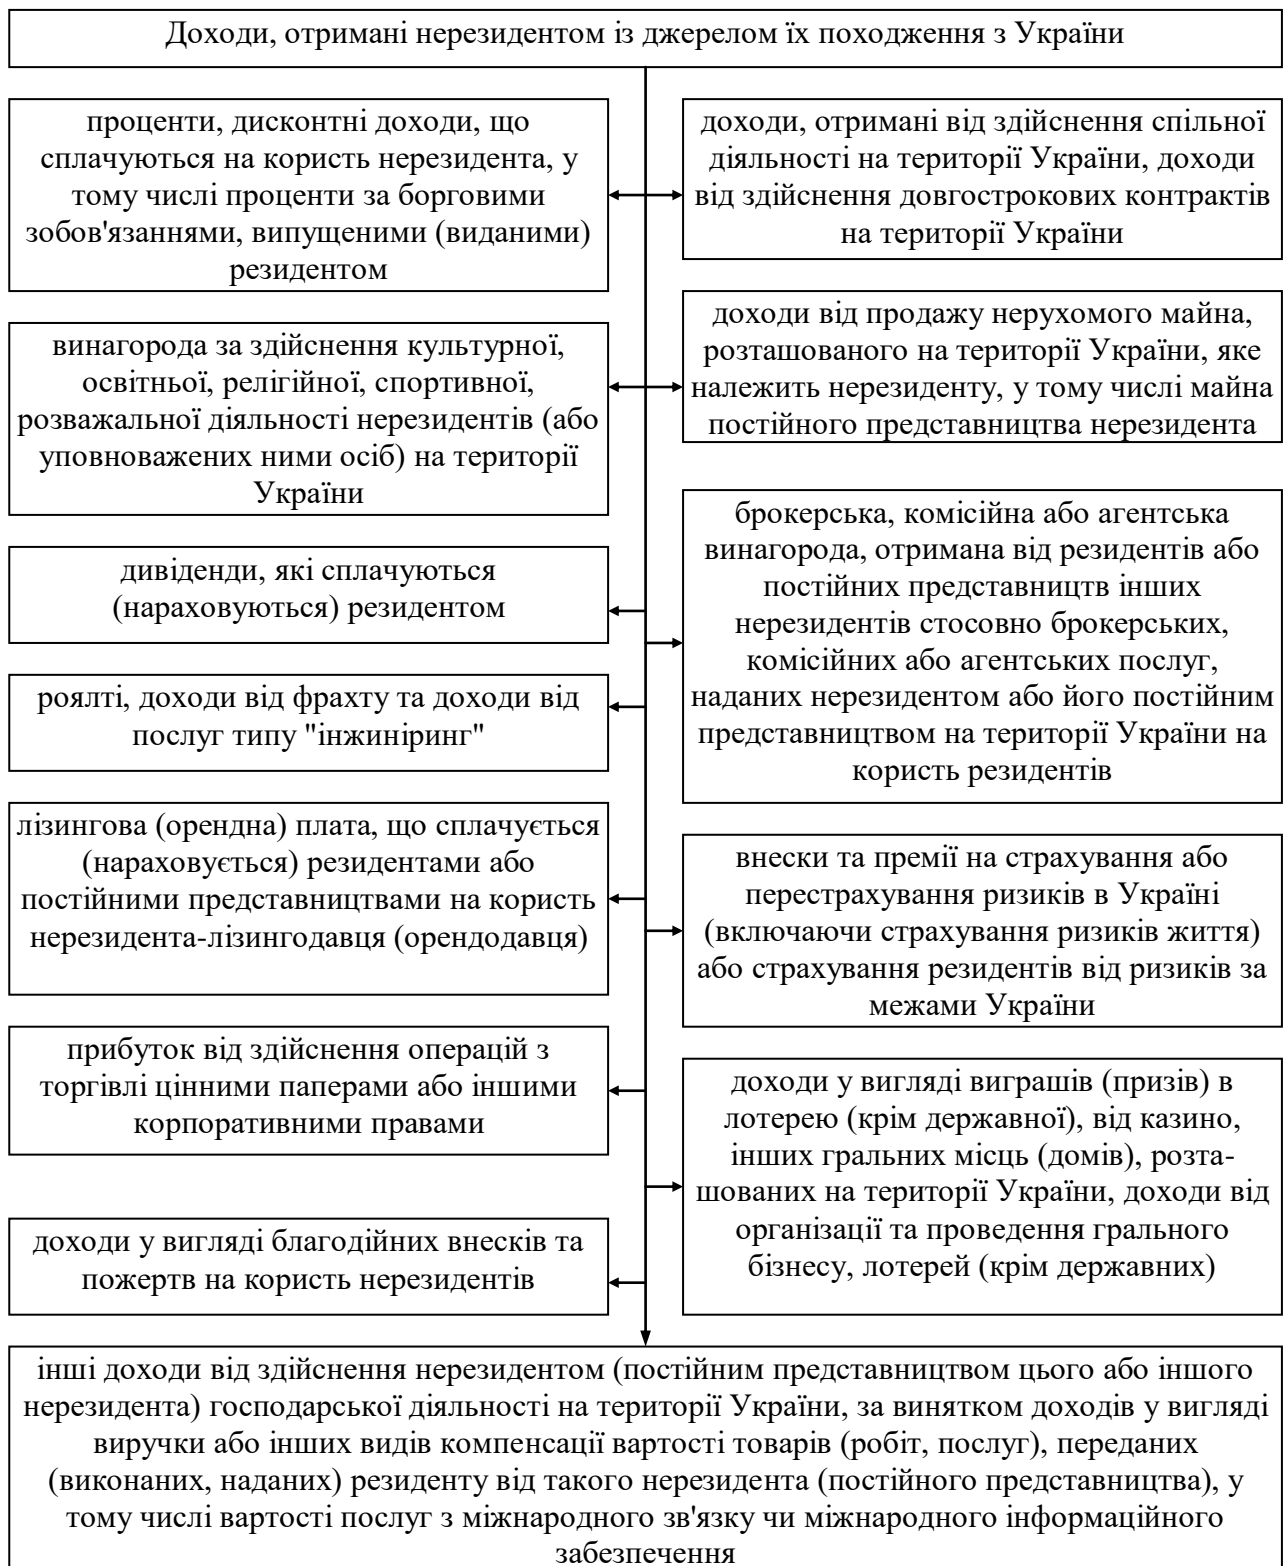 Доходи, отримані нерезидентом із джерелом їх походження з України
проценти, дисконтні доходи, що
сплачуються на користь нерезидента, у
тому числі проценти за борговими
зобов'язаннями, випущеними (виданими)
резидентом
доходи, отримані від здійснення спільної
діяльності на території України, доходи
від здійснення довгострокових контрактів
на території України
винагорода за здійснення культурної,
освітньої, релігійної, спортивної,
розважальної діяльності нерезидентів (або
уповноважених ними осіб) на території
України
доходи від продажу нерухомого майна,
розташованого на території України, яке
належить нерезиденту, у тому числі майна
постійного представництва нерезидента
дивіденди, які сплачуються
(нараховуються) резидентом
брокерська, комісійна або агентська
винагорода, отримана від резидентів або
постійних представництв інших
нерезидентів стосовно брокерських,
комісійних або агентських послуг,
наданих нерезидентом або його постійним
представництвом на території України на
користь резидентів
роялті, доходи від фрахту та доходи від
послуг типу "інжиніринг"
лізингова (орендна) плата, що сплачується
(нараховується) резидентами або
постійними представництвами на користь
нерезидента-лізингодавця (орендодавця)
внески та премії на страхування або
перестрахування ризиків в Україні
(включаючи страхування ризиків життя)
або страхування резидентів від ризиків за
межами України
прибуток від здійснення операцій з
торгівлі цінними паперами або іншими
корпоративними правами
доходи у вигляді виграшів (призів) в
лотерею (крім державної), від казино,
інших гральних місць (домів), розта-
шованих на території України, доходи від
організації та проведення грального
бізнесу, лотерей (крім державних)
доходи у вигляді благодійних внесків та
пожертв на користь нерезидентів
інші доходи від здійснення нерезидентом (постійним представництвом цього або іншого
нерезидента) господарської діяльності на території України, за винятком доходів у вигляді
виручки або інших видів компенсації вартості товарів (робіт, послуг), переданих
(виконаних, наданих) резиденту від такого нерезидента (постійного представництва), у
тому числі вартості послуг з міжнародного зв'язку чи міжнародного інформаційного
забезпечення